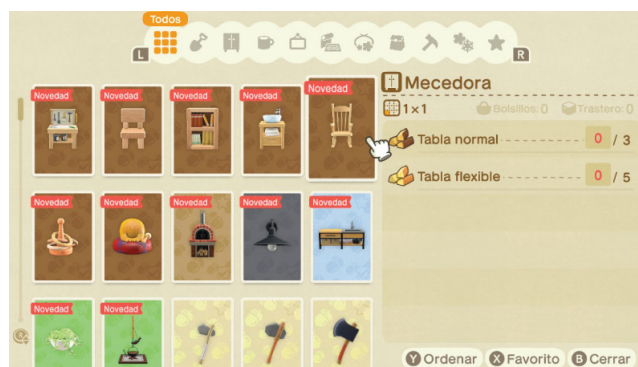 Todos
L
R
Novedad
Novedad
Novedad
Novedad
Novedad
Mecedora
1×1
Bolsillos: 0
Trastero: 0
Tabla normal
0 / 3
Tabla flexible
0 / 5
Novedad
Novedad
Novedad
Novedad
Novedad
Novedad
Novedad
Y Ordenar
X Favorito
B Cerrar